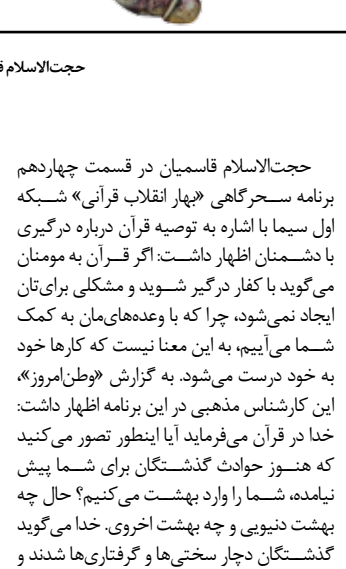 حجت‌الاسلام
حجت‌الاسلام قاسمیان در قسمت چهاردهم
برنامه سحرگاهی «بهار انقلاب قرآنی» شبکه
اول سیما با اشاره به توصیه قرآن درباره درگیری
با دشمنان اظهار داشت: اگر قرآن به مومنان
می‌گوید با کفار درگیر شوید و مشکلی برای‌تان
ایجاد نمی‌شود، چرا که با وعده‌های‌مان به کمک
شما می‌آییم، به این معنا نیست که کارها خود
به خود درست می‌شود. به گزارش «وطن‌امروز»،
این کارشناس مذهبی در این برنامه اظهار داشت:
خدا در قرآن می‌فرماید آیا اینطور تصور می‌کنید
که هنوز حوادث گذشتگان برای شما پیش
نیامده، شما را وارد بهشت می‌کنیم؟ حال چه
بهشت دنیویی و چه بهشت اخروی. خدا می‌گوید
گذشتگان دچار سختی‌ها و گرفتاری‌ها شدند و